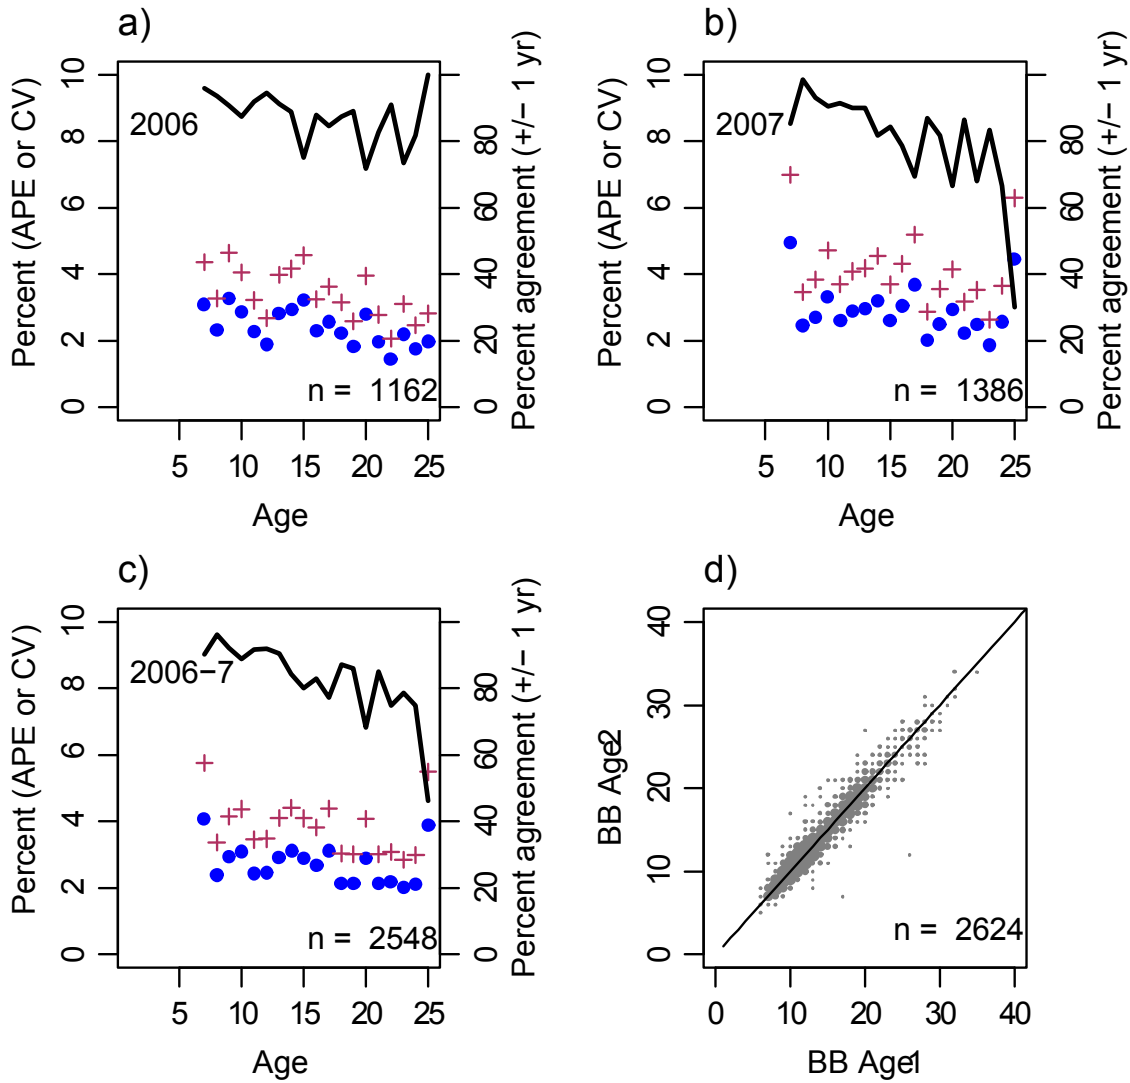 a)
Percent (APE or CV)
10
8
6
4
2
0
2006
n = 1162
80
60
40
20
0
Percent agreement (+/− 1 yr)
5 10 15 20 25
Age
b)
Percent (APE or CV)
10
8
6
4
2
0
2007
n = 1386
80
60
40
20
0
Percent agreement (+/− 1 yr)
5 10 15 20 25
Age
c)
Percent (APE or CV)
10
8
6
4
2
0
2006−7
n = 2548
80
60
40
20
0
Percent agreement (+/− 1 yr)
5 10 15 20 25
Age
d)
BB Age2
40
30
20
10
0
n = 2624
0 10 20 30 40
BB Age1